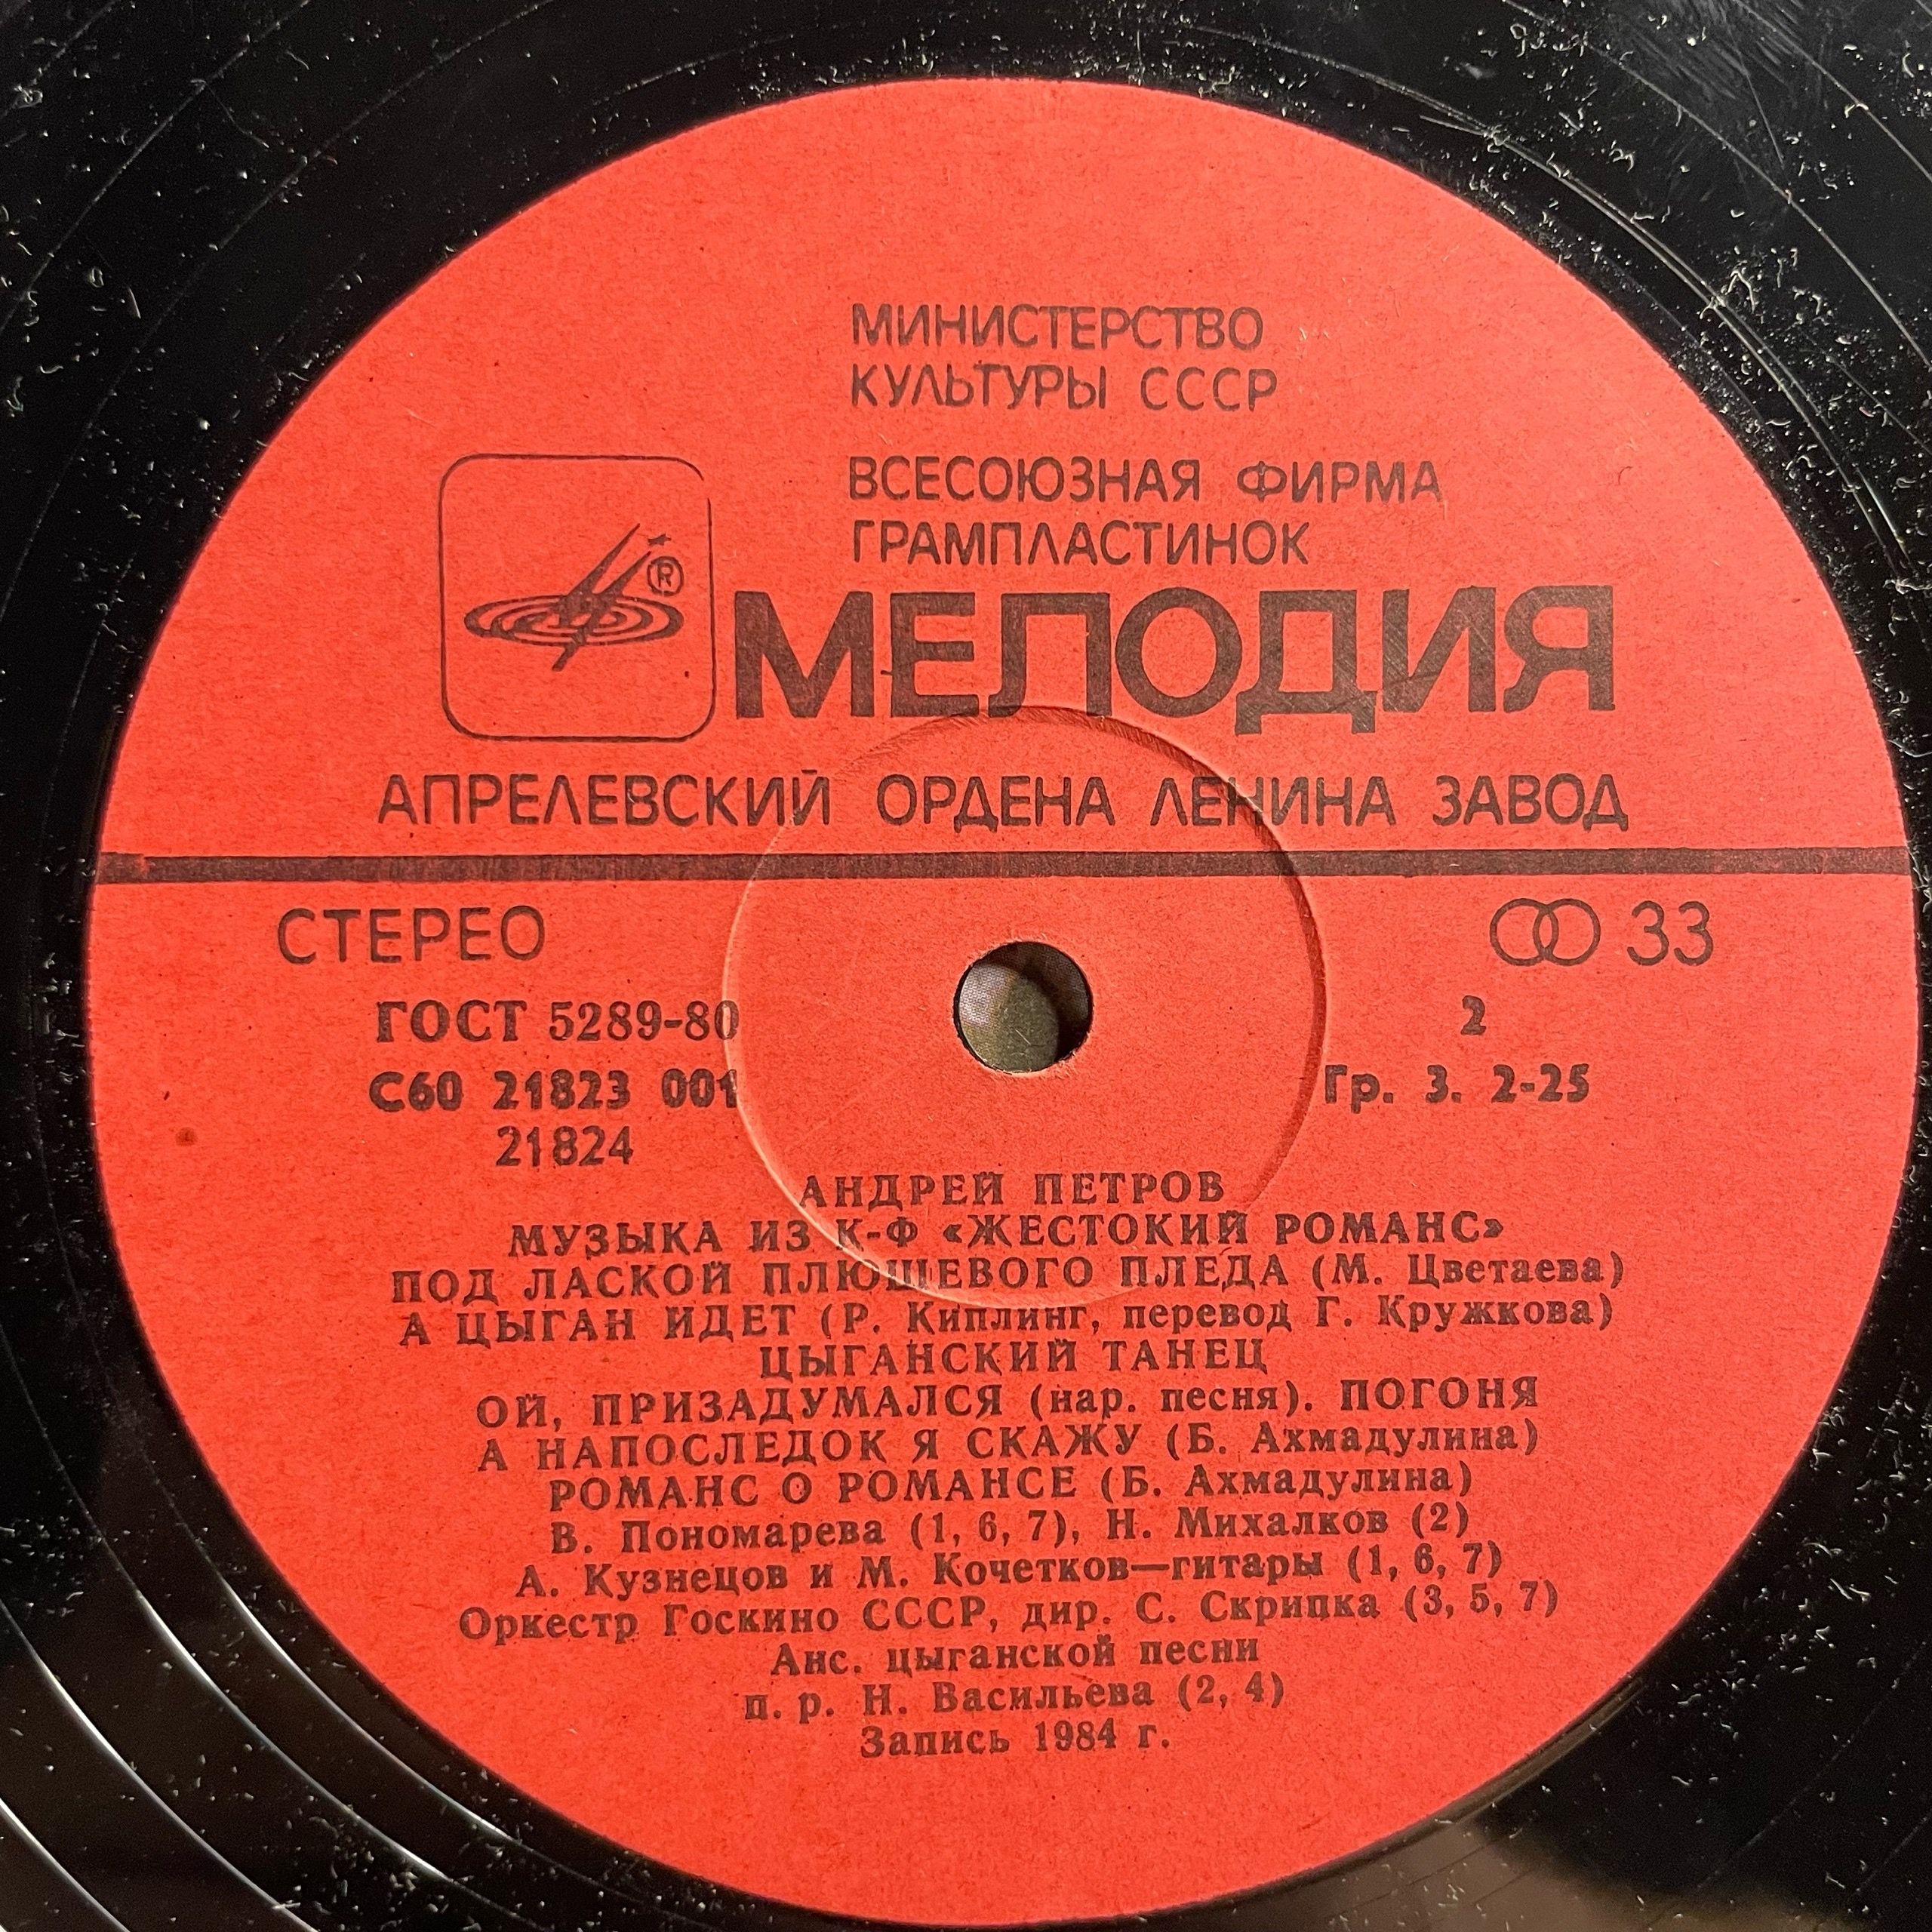 МИНИСТЕРСТВО
КУЛЬТУРЫ СССР
ВСЕСОЮЗНАЯ ФИРМА
ГРАМПЛАСТИНОК
®
МЕЛОДИЯ
АПРЕЛЕВСКИЙ ОРДЕНА ЛЕНИНА ЗАВОД
СТЕРЕО 33
ГОСТ 5289-80 2
С60 21823 001 Гр. 3. 2-25
21824
АНДРЕЙ ПЕТРОВ
МУЗЫКА ИЗ К-Ф «ЖЕСТОКИЙ РОМАНС»
ПОД ЛАСКОЙ ПЛЮШЕВОГО ПЛЕДА (М. Цветаева)
А ЦЫГАН ИДЕТ (Р. Киплинг, перевод Г. Кружкова)
ЦЫГАНСКИЙ ТАНЕЦ
ОЙ, ПРИЗАДУМАЛСЯ (нар. песня). ПОГОНЯ
А НАПОСЛЕДОК Я СКАЖУ (Б. Ахмадулина)
РОМАНС О РОМАНСЕ (Б. Ахмадулина)
В. Пономарева (1, 6, 7), Н. Михалков (2)
А. Кузнецов и М. Кочетков—гитары (1, 6, 7)
Оркестр Госкино СССР, дир. С. Скрипка (3, 5, 7)
Анс. цыганской песни
п. р. Н. Васильева (2, 4)
Запись 1984 г.